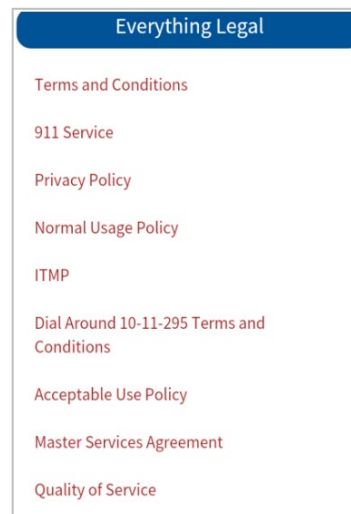 Everything Legal
Terms and Conditions
911 Service
Privacy Policy
Normal Usage Policy
ITMP
Dial Around 10-11-295 Terms and
Conditions
Acceptable Use Policy
Master Services Agreement
Quality of Service